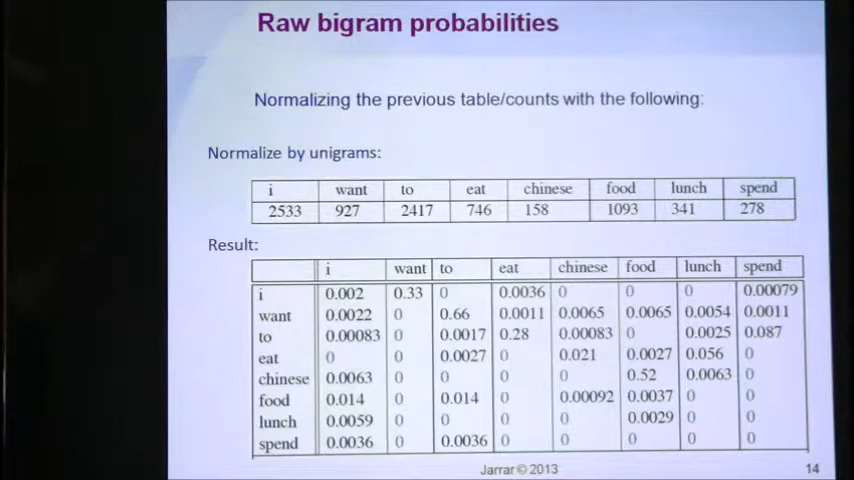 Raw bigram probabilities
Normalizing the previous table/counts with the following:
Normalize by unigrams:
i want to eat chinese food lunch spend
2533 927 2417 746 158 1093 341 278
Result:
i want to eat chinese food lunch spend
i 0.002 0.33 0 0.0036 0 0 0 0.00079
want 0.0022 0 0.66 0.0011 0.0065 0.0065 0.0054 0.0011
to 0.00083 0 0.0017 0.28 0.00083 0 0.0025 0.087
eat 0 0 0.0027 0 0.021 0.0027 0.056 0
chinese 0.0063 0 0 0 0 0.52 0.0063 0
food 0.014 0 0.014 0 0.00092 0.0037 0 0
lunch 0.0059 0 0 0 0 0.0029 0 0
spend 0.0036 0 0.0036 0 0 0 0 0
Jarrar © 2013 14